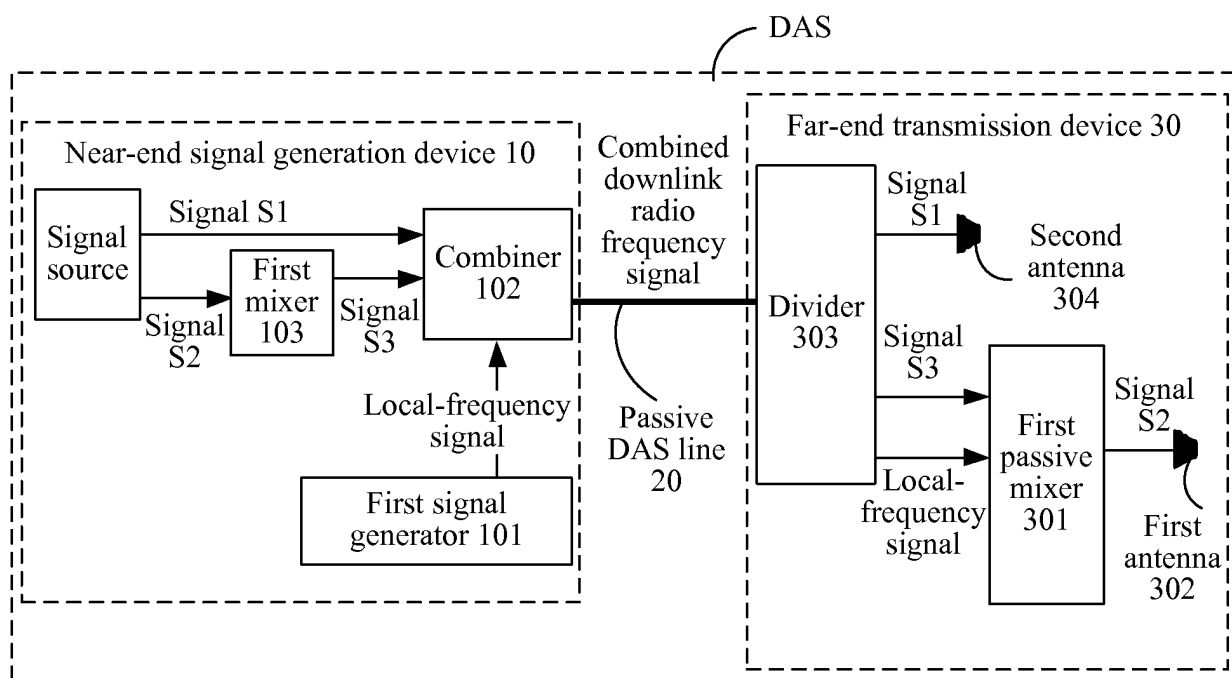 DAS
Near-end signal generation device 10
Signal
source
Signal S1
Signal
S2
First
mixer
103
Signal
S3
Combiner
102
Local-frequency
signal
First signal
generator 101
Combined
downlink
radio
frequency
signal
Passive
DAS line
20
Far-end transmission device 30
Divider
303
Signal
S1
Second
antenna
304
Signal
S3
Local-
frequency
signal
First
passive
mixer
301
Signal
S2
First
antenna
302